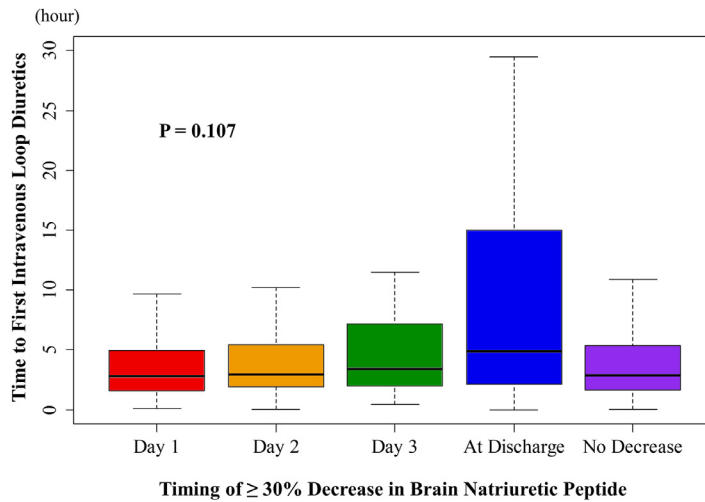 (hour)
Time to First Intravenous Loop Diuretics
30
25
20
15
10
5
0
P = 0.107
Day 1
Day 2
Day 3
At Discharge
No Decrease
Timing of ≥ 30% Decrease in Brain Natriuretic Peptide